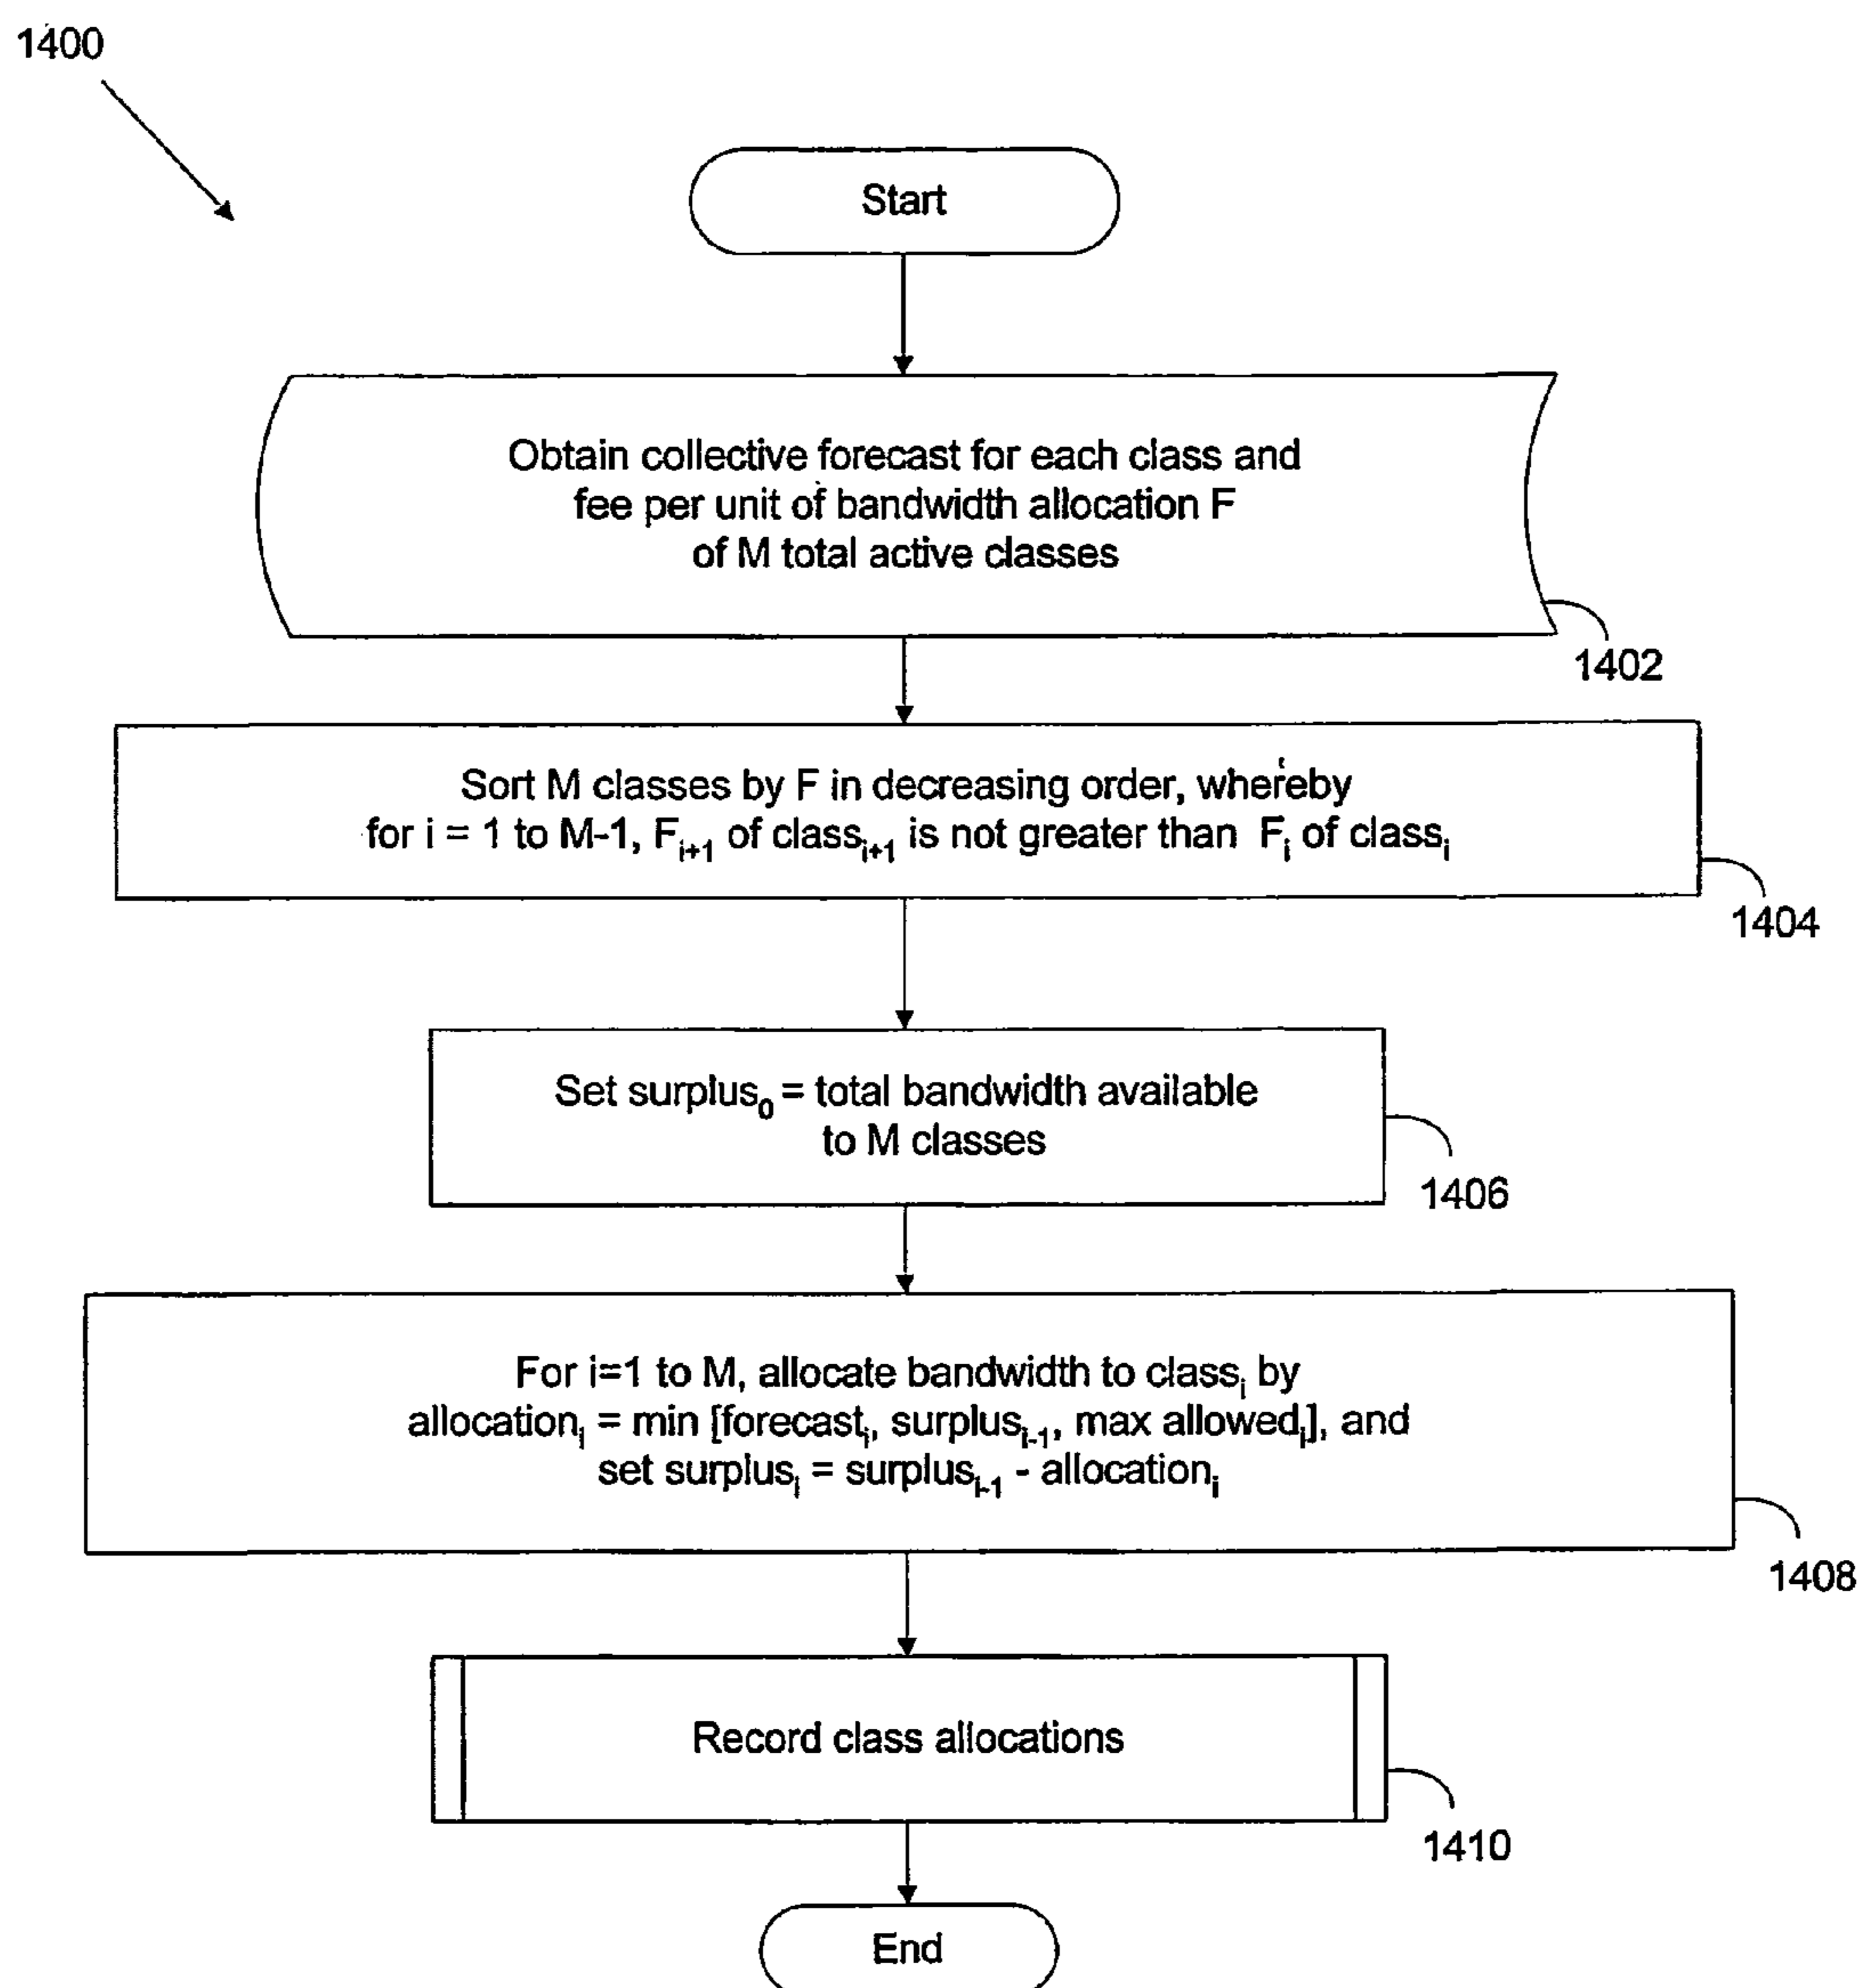 1400
Start
Obtain collective forecast for each class and
fee per unit of bandwidth allocation F
of M total active classes
1402
Sort M classes by F in decreasing order, whereby
for i = 1 to M-1, Fᵢ₊₁ of classᵢ₊₁ is not greater than Fᵢ of classᵢ
1404
Set surplus₀ = total bandwidth available
to M classes
1406
For i=1 to M, allocate bandwidth to classᵢ by
allocationᵢ = min [forecastᵢ, surplusᵢ₋₁, max allowedᵢ], and
set surplusᵢ = surplusᵢ₋₁ - allocationᵢ
1408
Record class allocations
1410
End